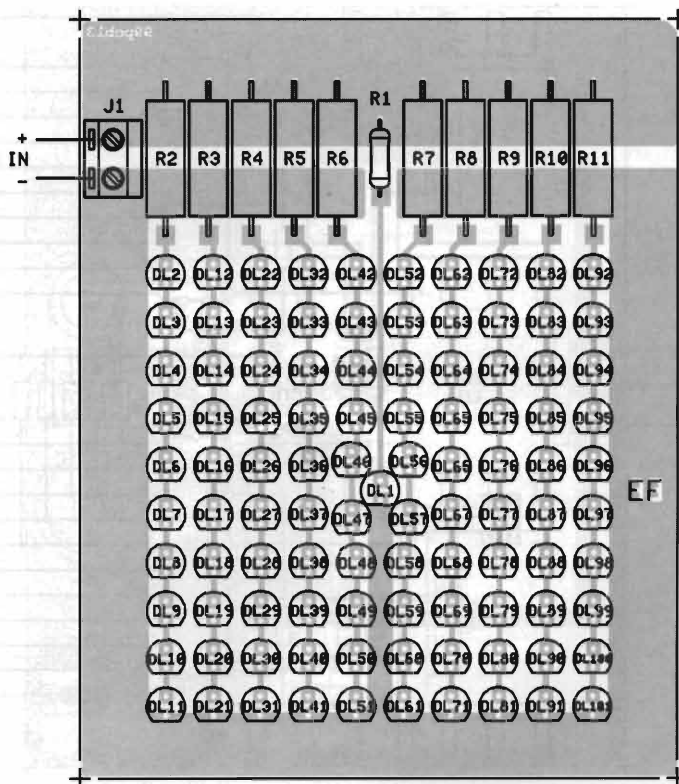 99pcb13
J1
R1
+
IN
-
R2 R3 R4 R5 R6 R7 R8 R9 R10 R11
DL2 DL12 DL22 DL32 DL42 DL52 DL62 DL72 DL82 DL92
DL3 DL13 DL23 DL33 DL43 DL53 DL63 DL73 DL83 DL93
DL4 DL14 DL24 DL34 DL44 DL54 DL64 DL74 DL84 DL94
DL5 DL15 DL25 DL35 DL45 DL55 DL65 DL75 DL85 DL95
DL6 DL16 DL26 DL36 DL46 DL56 DL66 DL76 DL86 DL96
DL1
EF
DL7 DL17 DL27 DL37 DL47 DL57 DL67 DL77 DL87 DL97
DL8 DL18 DL28 DL38 DL48 DL58 DL68 DL78 DL88 DL98
DL9 DL19 DL29 DL39 DL49 DL59 DL69 DL79 DL89 DL99
DL10 DL20 DL30 DL40 DL50 DL60 DL70 DL80 DL90 DL100
DL11 DL21 DL31 DL41 DL51 DL61 DL71 DL81 DL91 DL101